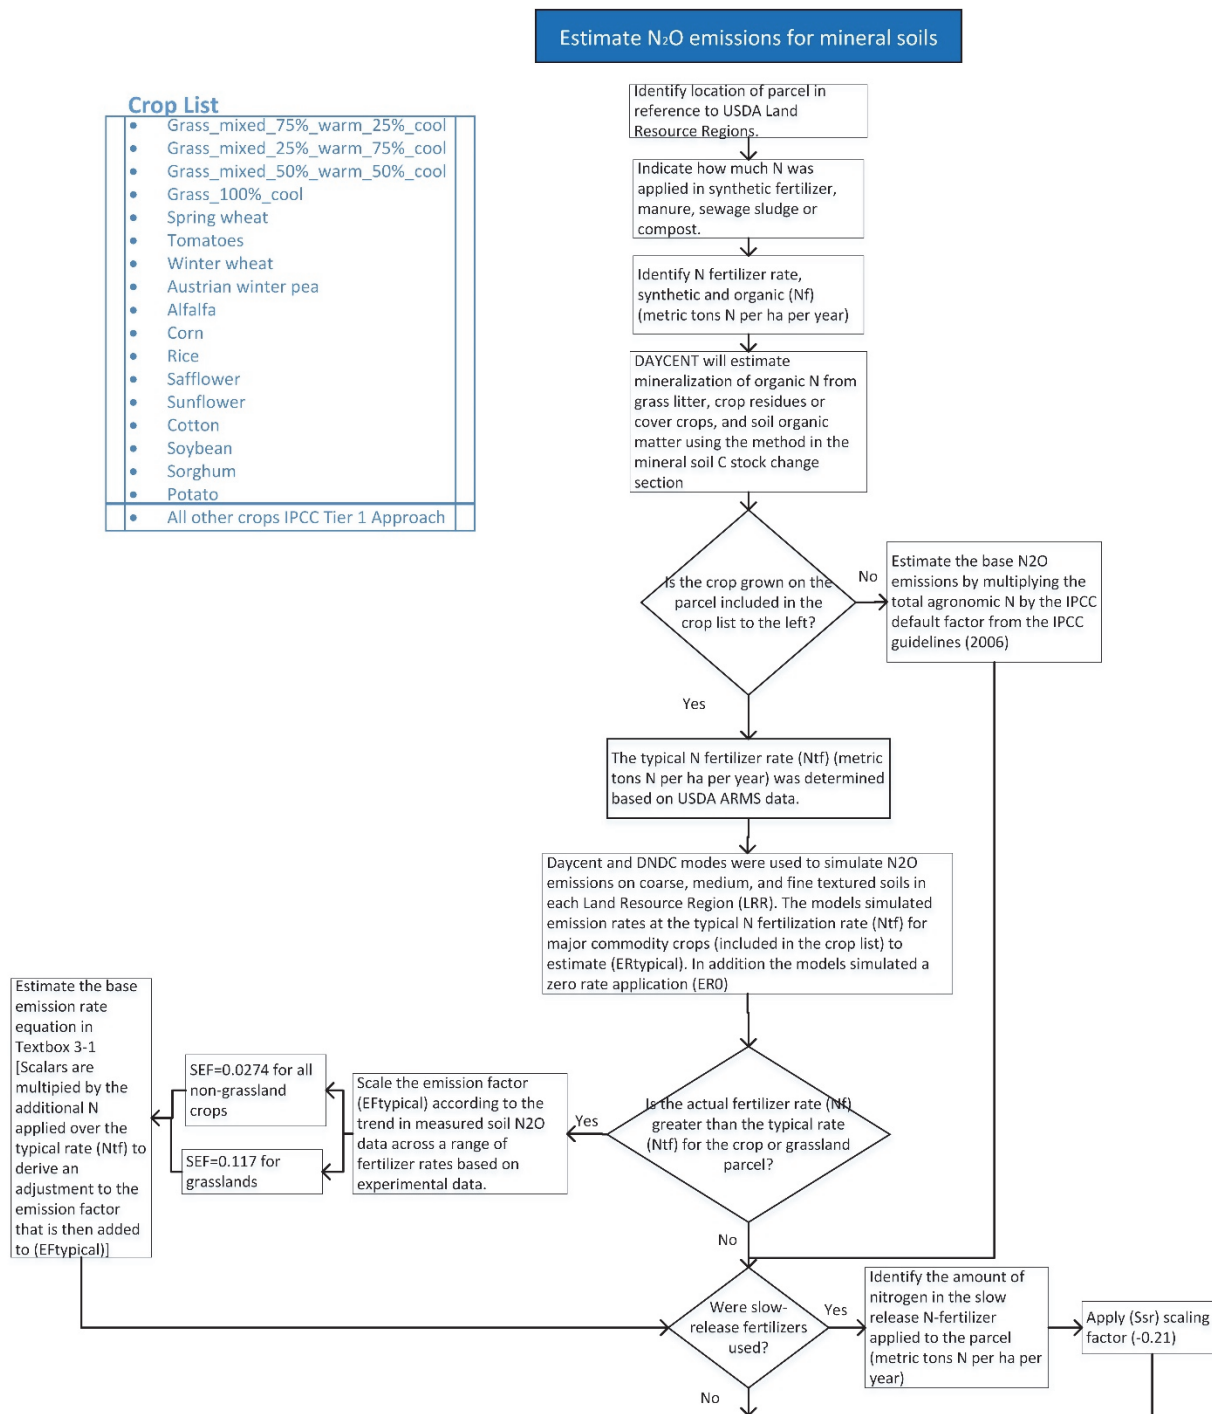 Estimate N₂O emissions for mineral soils
Crop List
• Grass_mixed_75%_warm_25%_cool
• Grass_mixed_25%_warm_75%_cool
• Grass_mixed_50%_warm_50%_cool
• Grass_100%_cool
• Spring wheat
• Tomatoes
• Winter wheat
• Austrian winter pea
• Alfalfa
• Corn
• Rice
• Safflower
• Sunflower
• Cotton
• Soybean
• Sorghum
• Potato
• All other crops IPCC Tier 1 Approach
Identify location of parcel in
reference to USDA Land
Resource Regions.
Indicate how much N was
applied in synthetic fertilizer,
manure, sewage sludge or
compost.
Identify N fertilizer rate,
synthetic and organic (Nf)
(metric tons N per ha per year)
DAYCENT will estimate
mineralization of organic N from
grass litter, crop residues or
cover crops, and soil organic
matter using the method in the
mineral soil C stock change
section
Is the crop grown on the
parcel included in the
crop list to the left?
No
Estimate the base N2O
emissions by multiplying the
total agronomic N by the IPCC
default factor from the IPCC
guidelines (2006)
Yes
The typical N fertilizer rate (Ntf) (metric
tons N per ha per year) was determined
based on USDA ARMS data.
Daycent and DNDC modes were used to simulate N2O
emissions on coarse, medium, and fine textured soils in
each Land Resource Region (LRR). The models simulated
emission rates at the typical N fertilization rate (Ntf) for
major commodity crops (included in the crop list) to
estimate (ERtypical). In addition the models simulated a
zero rate application (ER0)
Is the actual fertilizer rate (Nf)
greater than the typical rate
(Ntf) for the crop or grassland
parcel?
Yes
Scale the emission factor
(EFtypical) according to the
trend in measured soil N2O
data across a range of
fertilizer rates based on
experimental data.
SEF=0.0274 for all
non-grassland
crops
SEF=0.117 for
grasslands
Estimate the base
emission rate
equation in
Textbox 3-1
[Scalars are
multipied by the
additional N
applied over the
typical rate (Ntf) to
derive an
adjustment to the
emission factor
that is then added
to (EFtypical)]
No
Were slow-
release fertilizers
used?
Yes
Identify the amount of
nitrogen in the slow
release N-fertilizer
applied to the parcel
(metric tons N per ha per
year)
Apply (Ssr) scaling
factor (-0.21)
No